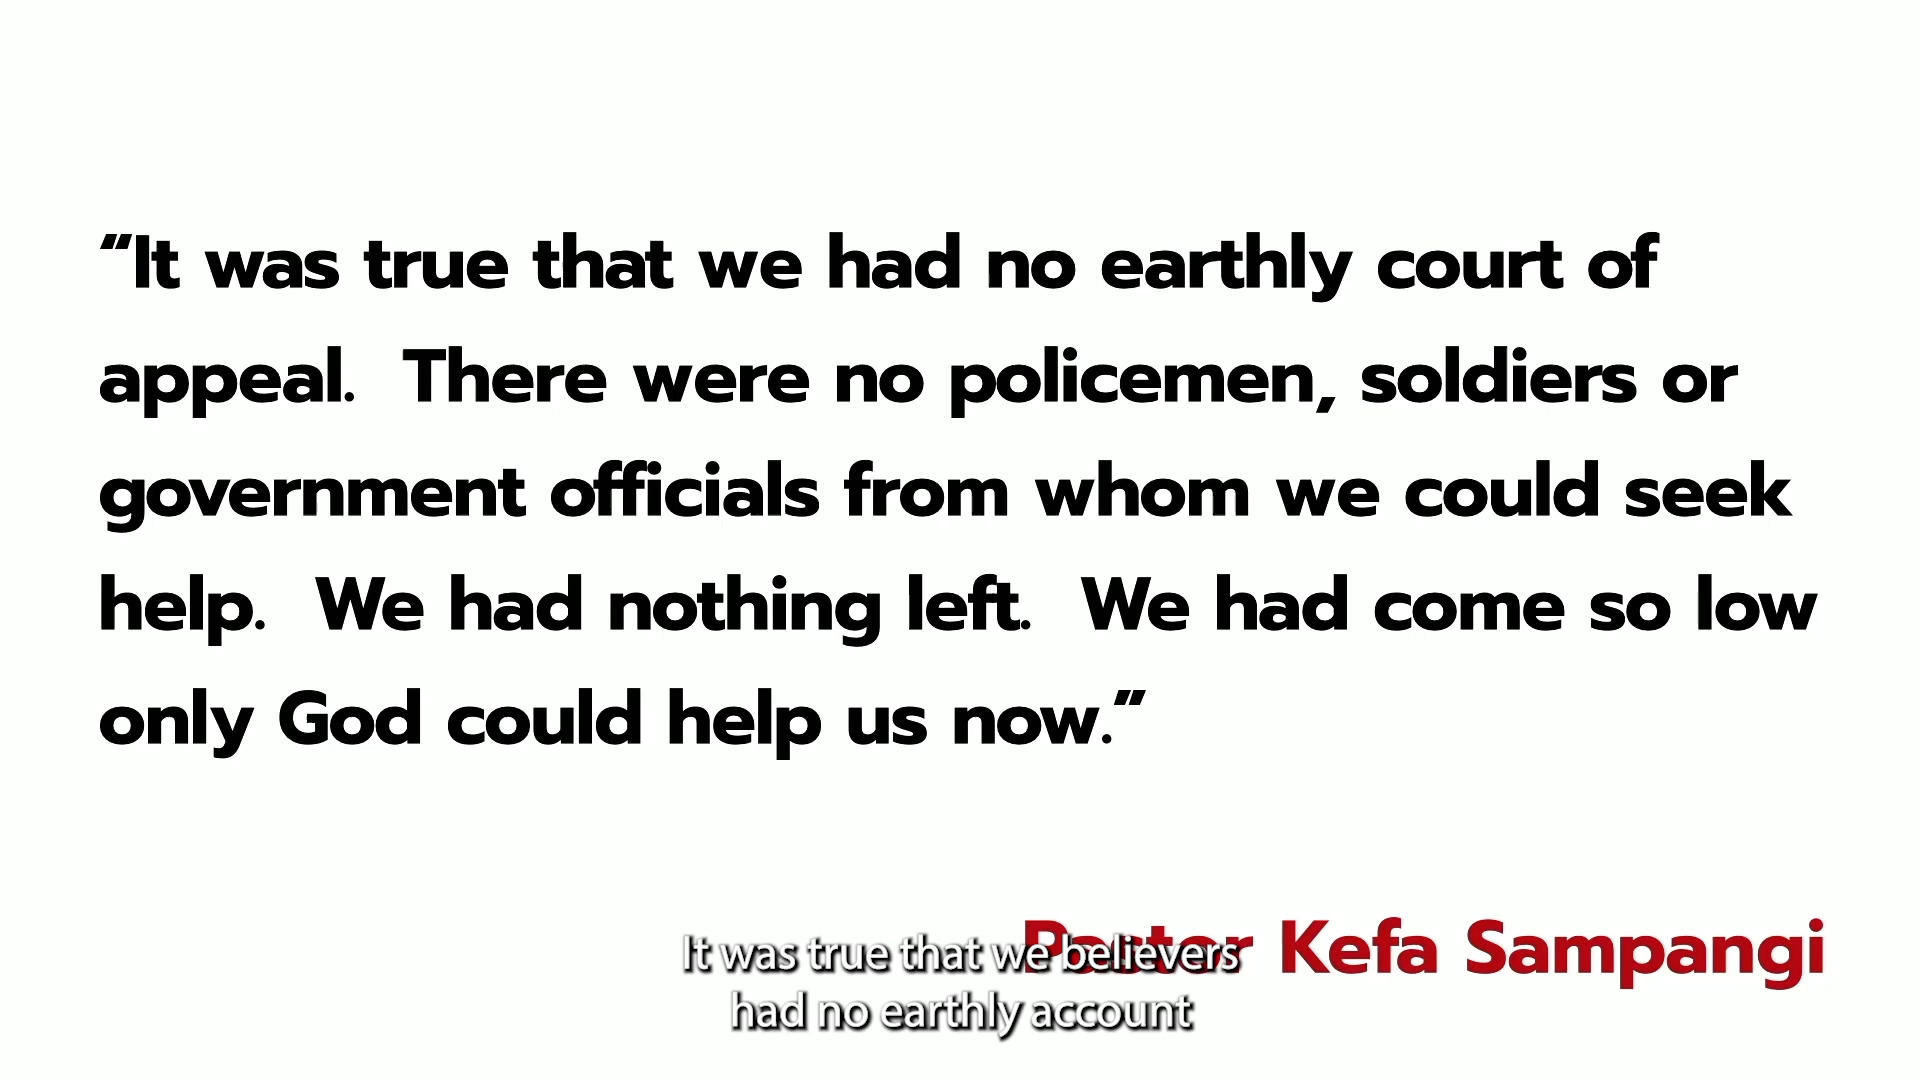 “It was true that we had no earthly court of
appeal.  There were no policemen, soldiers or
government officials from whom we could seek
help.  We had nothing left.  We had come so low
only God could help us now.”
Pastor Kefa Sampangi
It was true that we believers
had no earthly account